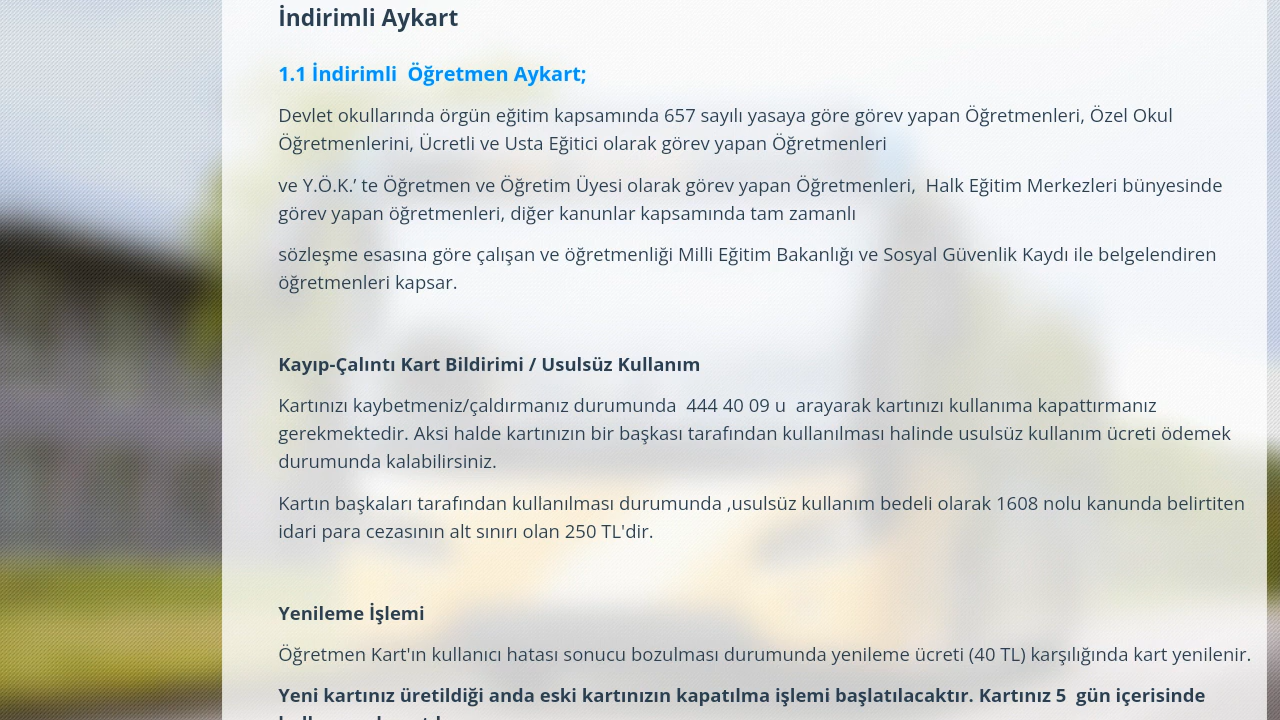 İndirimli Aykart
1.1 İndirimli  Öğretmen Aykart;
Devlet okullarında örgün eğitim kapsamında 657 sayılı yasaya göre görev yapan Öğretmenleri, Özel Okul
Öğretmenlerini, Ücretli ve Usta Eğitici olarak görev yapan Öğretmenleri
ve Y.Ö.K.’ te Öğretmen ve Öğretim Üyesi olarak görev yapan Öğretmenleri,  Halk Eğitim Merkezleri bünyesinde
görev yapan öğretmenleri, diğer kanunlar kapsamında tam zamanlı
sözleşme esasına göre çalışan ve öğretmenliği Milli Eğitim Bakanlığı ve Sosyal Güvenlik Kaydı ile belgelendiren
öğretmenleri kapsar.
Kayıp-Çalıntı Kart Bildirimi / Usulsüz Kullanım
Kartınızı kaybetmeniz/çaldırmanız durumunda  444 40 09 u  arayarak kartınızı kullanıma kapattırmanız
gerekmektedir. Aksi halde kartınızın bir başkası tarafından kullanılması halinde usulsüz kullanım ücreti ödemek
durumunda kalabilirsiniz.
Kartın başkaları tarafından kullanılması durumunda ,usulsüz kullanım bedeli olarak 1608 nolu kanunda belirtiten
idari para cezasının alt sınırı olan 250 TL'dir.
Yenileme İşlemi
Öğretmen Kart'ın kullanıcı hatası sonucu bozulması durumunda yenileme ücreti (40 TL) karşılığında kart yenilenir.
Yeni kartınız üretildiği anda eski kartınızın kapatılma işlemi başlatılacaktır. Kartınız 5  gün içerisinde